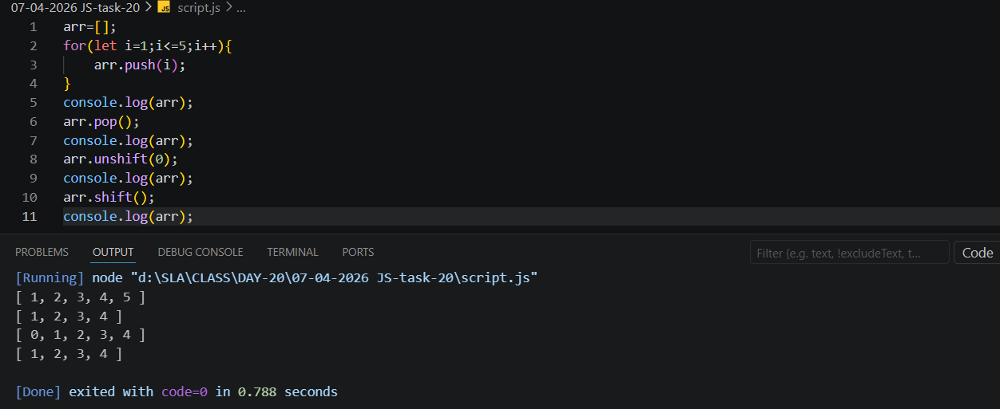 07-04-2026 JS-task-20 > JS script.js > ...
1 arr=[];
2 for(let i=1;i<=5;i++){
3     arr.push(i);
4 }
5 console.log(arr);
6 arr.pop();
7 console.log(arr);
8 arr.unshift(0);
9 console.log(arr);
10 arr.shift();
11 console.log(arr);
PROBLEMS OUTPUT DEBUG CONSOLE TERMINAL PORTS Filter (e.g. text, !excludeText, t... Code
[Running] node "d:\SLA\CLASS\DAY-20\07-04-2026 JS-task-20\script.js"
[ 1, 2, 3, 4, 5 ]
[ 1, 2, 3, 4 ]
[ 0, 1, 2, 3, 4 ]
[ 1, 2, 3, 4 ]
[Done] exited with code=0 in 0.788 seconds